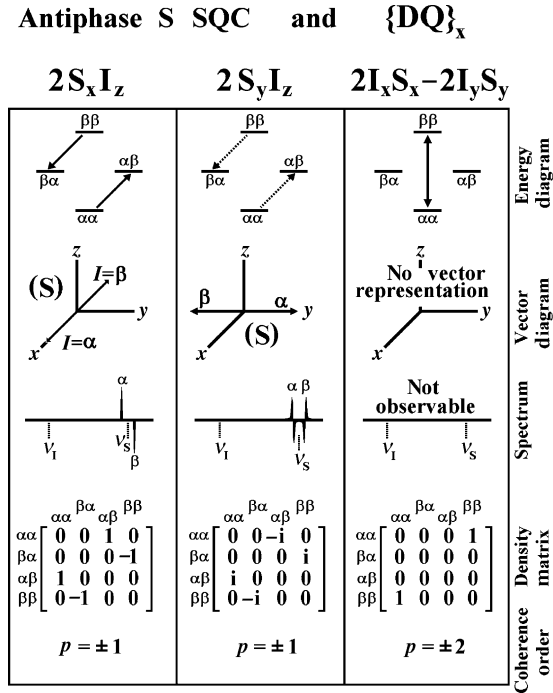 Antiphase S SQC and {DQ}x
2SxIz 2SyIz 2IxSx−2IySy
ββ ββ ββ
βα αβ βα αβ βα αβ
αα αα αα
Energy diagram
z z z
(S) I=β No vector
representation
β α
y y y
I=α (S)
x x x
Vector diagram
α α β Not
observable
νI νS νI νS νI νS
β
Spectrum
βα ββ βα ββ βα ββ
αα αβ αα αβ αα αβ
αα 0 0 1 0 αα 0 0 −i 0 αα 0 0 0 1
βα 0 0 0 −1 βα 0 0 0 i βα 0 0 0 0
αβ 1 0 0 0 αβ i 0 0 0 αβ 0 0 0 0
ββ 0 −1 0 0 ββ 0 −i 0 0 ββ 1 0 0 0
Density matrix
p = ± 1 p = ± 1 p = ± 2
Coherence order